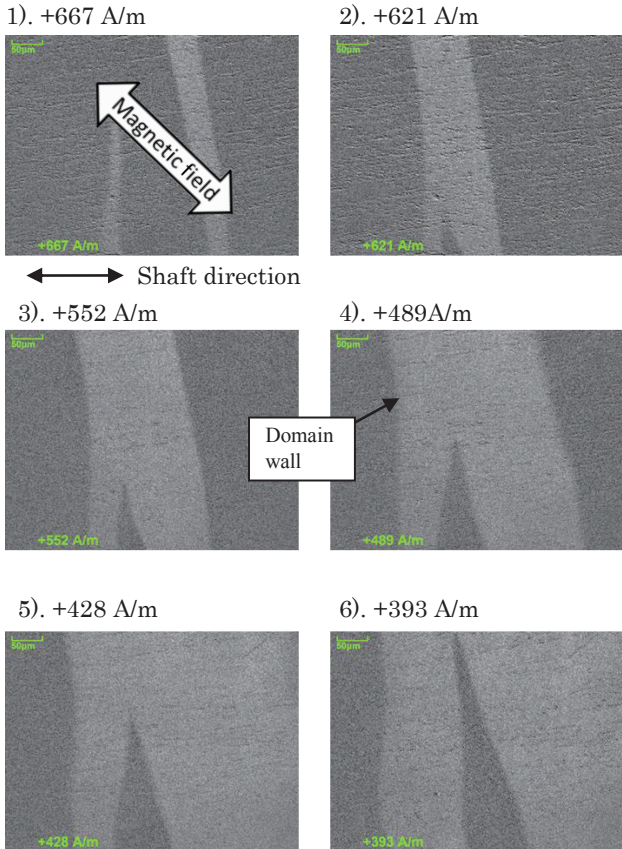 1). +667 A/m
2). +621 A/m
50µm
Magnetic field
+667 A/m
50µm
+621 A/m
Shaft direction
3). +552 A/m
4). +489A/m
50µm
+552 A/m
50µm
Domain
wall
+489 A/m
5). +428 A/m
6). +393 A/m
50µm
+428 A/m
50µm
+393 A/m